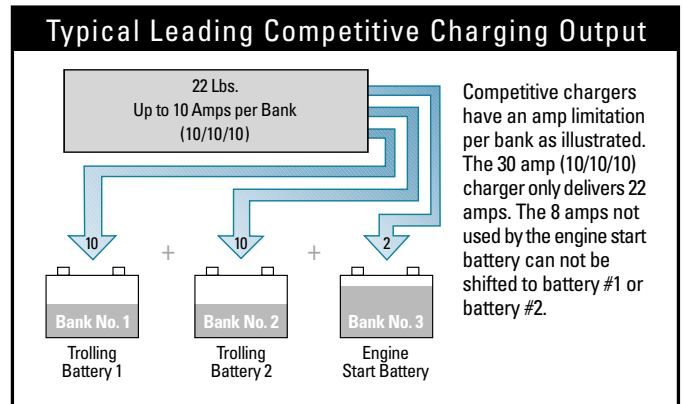 Typical Leading Competitive Charging Output
22 Lbs.
Up to 10 Amps per Bank
(10/10/10)
Competitive chargers
have an amp limitation
per bank as illustrated.
The 30 amp (10/10/10)
charger only delivers 22
amps. The 8 amps not
used by the engine start
battery can not be
shifted to battery #1 or
battery #2.
10
+
10
+
2
Bank No. 1
Bank No. 2
Bank No. 3
Trolling
Battery 1
Trolling
Battery 2
Engine
Start Battery